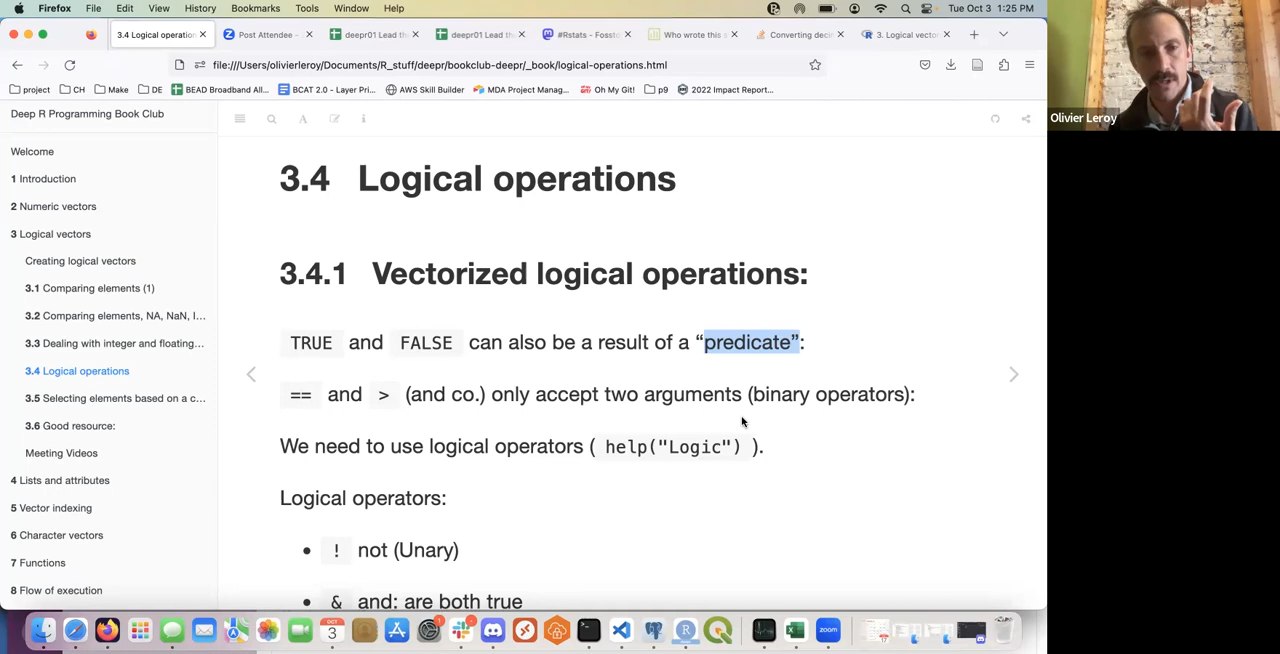 Firefox File Edit View History Bookmarks Tools Window Help Tue Oct 3 1:25 PM
3.4 Logical operation Post Attendee - deepr01 Lead the deepr01 Lead the #Rstats - Fossta Who wrote this s Converting deci 3. Logical vector
file:///Users/olivierleroy/Documents/R_stuff/deepr/bookclub-deepr/_book/logical-operations.html
project CH Make DE BEAD Broadband All... BCAT 2.0 - Layer Pri... AWS Skill Builder MDA Project Manag... Oh My Git! p9 2022 Impact Report...
Deep R Programming Book Club
Welcome
1 Introduction
2 Numeric vectors
3 Logical vectors
Creating logical vectors
3.1 Comparing elements (1)
3.2 Comparing elements, NA, NaN, I...
3.3 Dealing with integer and floating...
3.4 Logical operations
3.5 Selecting elements based on a c...
3.6 Good resource:
Meeting Videos
4 Lists and attributes
5 Vector indexing
6 Character vectors
7 Functions
8 Flow of execution
3.4 Logical operations
3.4.1 Vectorized logical operations:
TRUE and FALSE can also be a result of a “predicate”:
== and > (and co.) only accept two arguments (binary operators):
We need to use logical operators ( help("Logic") ).
Logical operators:
• ! not (Unary)
• & and: are both true
Olivier Leroy
OCT
3
zoom